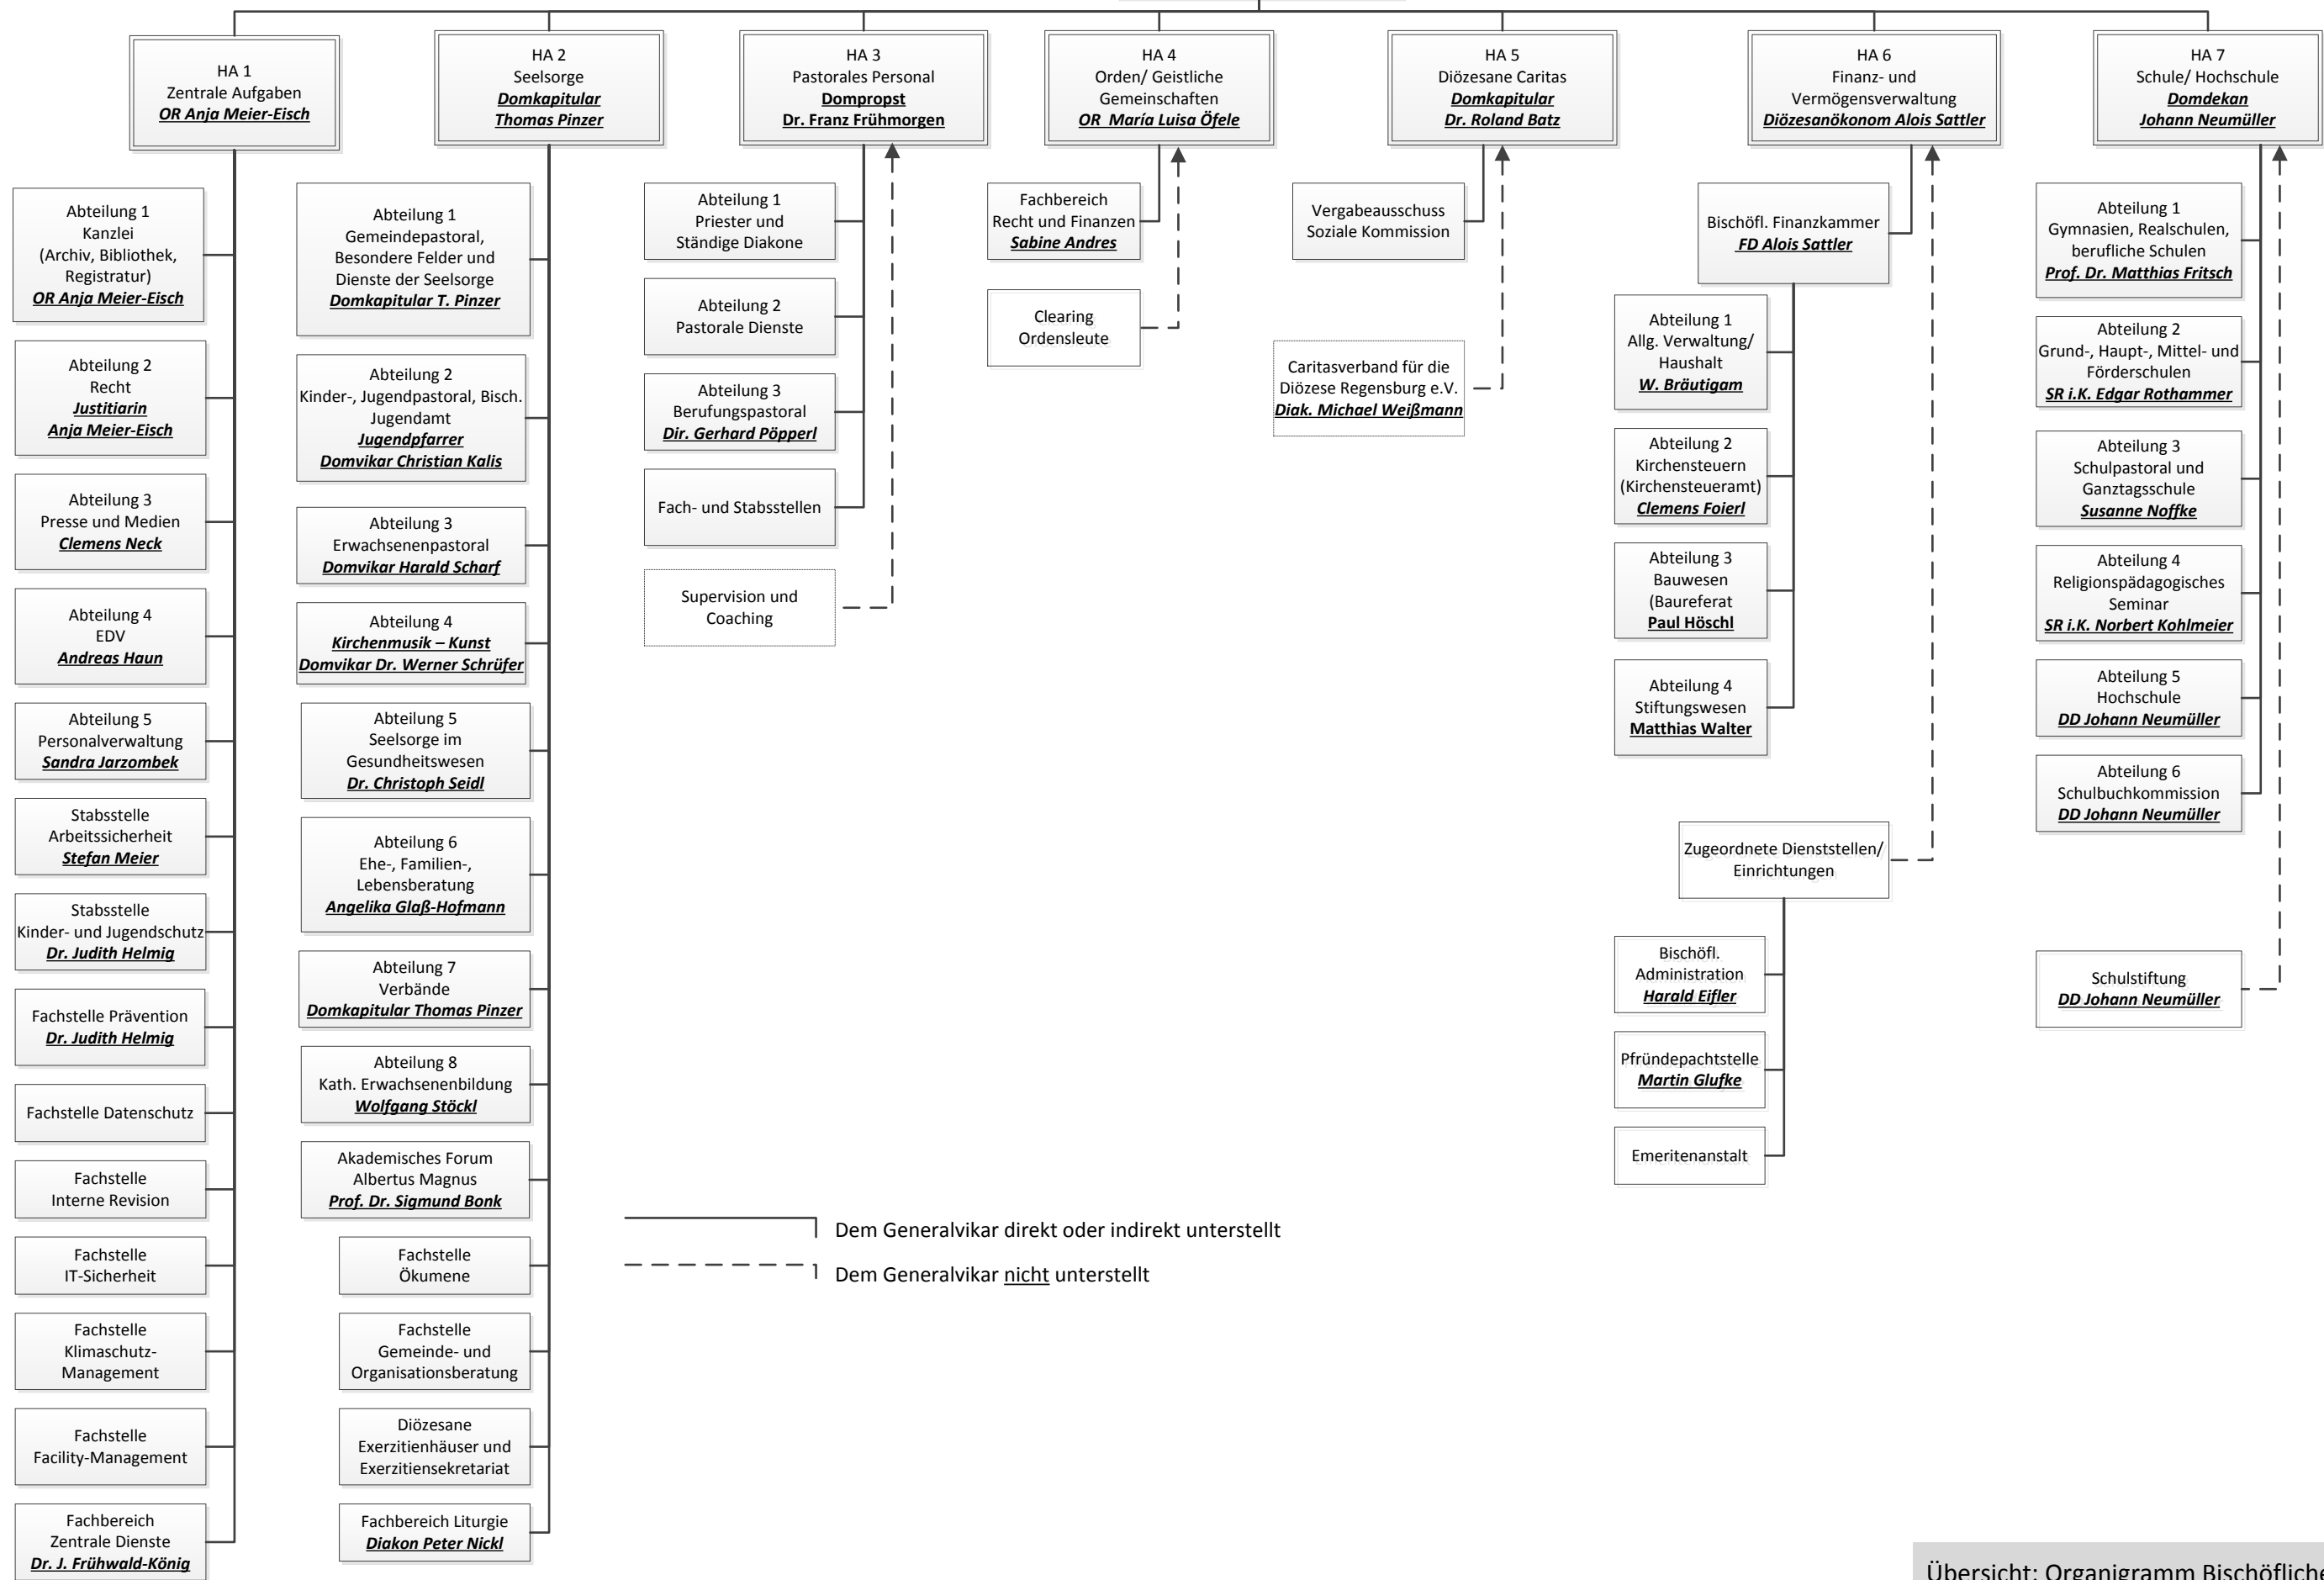 HA 1
Zentrale Aufgaben
OR Anja Meier-Eisch
HA 2
Seelsorge
Domkapitular
Thomas Pinzer
HA 3
Pastorales Personal
Dompropst
Dr. Franz Frühmorgen
HA 4
Orden/ Geistliche
Gemeinschaften
OR María Luisa Öfele
HA 5
Diözesane Caritas
Domkapitular
Dr. Roland Batz
HA 6
Finanz- und
Vermögensverwaltung
Diözesanökonom Alois Sattler
HA 7
Schule/ Hochschule
Domdekan
Johann Neumüller
Abteilung 1
Kanzlei
(Archiv, Bibliothek,
Registratur)
OR Anja Meier-Eisch
Abteilung 2
Recht
Justitiarin
Anja Meier-Eisch
Abteilung 3
Presse und Medien
Clemens Neck
Abteilung 4
EDV
Andreas Haun
Abteilung 5
Personalverwaltung
Sandra Jarzombek
Stabsstelle
Arbeitssicherheit
Stefan Meier
Stabsstelle
Kinder- und Jugendschutz
Dr. Judith Helmig
Fachstelle Prävention
Dr. Judith Helmig
Fachstelle Datenschutz
Fachstelle
Interne Revision
Fachstelle
IT-Sicherheit
Fachstelle
Klimaschutz-
Management
Fachstelle
Facility-Management
Fachbereich
Zentrale Dienste
Dr. J. Frühwald-König
Abteilung 1
Gemeindepastoral,
Besondere Felder und
Dienste der Seelsorge
Domkapitular T. Pinzer
Abteilung 2
Kinder-, Jugendpastoral, Bisch.
Jugendamt
Jugendpfarrer
Domvikar Christian Kalis
Abteilung 3
Erwachsenenpastoral
Domvikar Harald Scharf
Abteilung 4
Kirchenmusik – Kunst
Domvikar Dr. Werner Schrüfer
Abteilung 5
Seelsorge im
Gesundheitswesen
Dr. Christoph Seidl
Abteilung 6
Ehe-, Familien-,
Lebensberatung
Angelika Glaß-Hofmann
Abteilung 7
Verbände
Domkapitular Thomas Pinzer
Abteilung 8
Kath. Erwachsenenbildung
Wolfgang Stöckl
Akademisches Forum
Albertus Magnus
Prof. Dr. Sigmund Bonk
Fachstelle
Ökumene
Fachstelle
Gemeinde- und
Organisationsberatung
Diözesane
Exerzitienhäuser und
Exerzitiensekretariat
Fachbereich Liturgie
Diakon Peter Nickl
Abteilung 1
Priester und
Ständige Diakone
Abteilung 2
Pastorale Dienste
Abteilung 3
Berufungspastoral
Dir. Gerhard Pöpperl
Fach- und Stabsstellen
Supervision und
Coaching
Fachbereich
Recht und Finanzen
Sabine Andres
Clearing
Ordensleute
Vergabeausschuss
Soziale Kommission
Caritasverband für die
Diözese Regensburg e.V.
Diak. Michael Weißmann
Bischöfl. Finanzkammer
FD Alois Sattler
Abteilung 1
Allg. Verwaltung/
Haushalt
W. Bräutigam
Abteilung 2
Kirchensteuern
(Kirchensteueramt)
Clemens Foierl
Abteilung 3
Bauwesen
(Baureferat
Paul Höschl
Abteilung 4
Stiftungswesen
Matthias Walter
Zugeordnete Dienststellen/
Einrichtungen
Bischöfl.
Administration
Harald Eifler
Pfründepachtstelle
Martin Glufke
Emeritenanstalt
Abteilung 1
Gymnasien, Realschulen,
berufliche Schulen
Prof. Dr. Matthias Fritsch
Abteilung 2
Grund-, Haupt-, Mittel- und
Förderschulen
SR i.K. Edgar Rothammer
Abteilung 3
Schulpastoral und
Ganztagsschule
Susanne Noffke
Abteilung 4
Religionspädagogisches
Seminar
SR i.K. Norbert Kohlmeier
Abteilung 5
Hochschule
DD Johann Neumüller
Abteilung 6
Schulbuchkommission
DD Johann Neumüller
Schulstiftung
DD Johann Neumüller
Dem Generalvikar direkt oder indirekt unterstellt
Dem Generalvikar nicht unterstellt
Übersicht: Organigramm